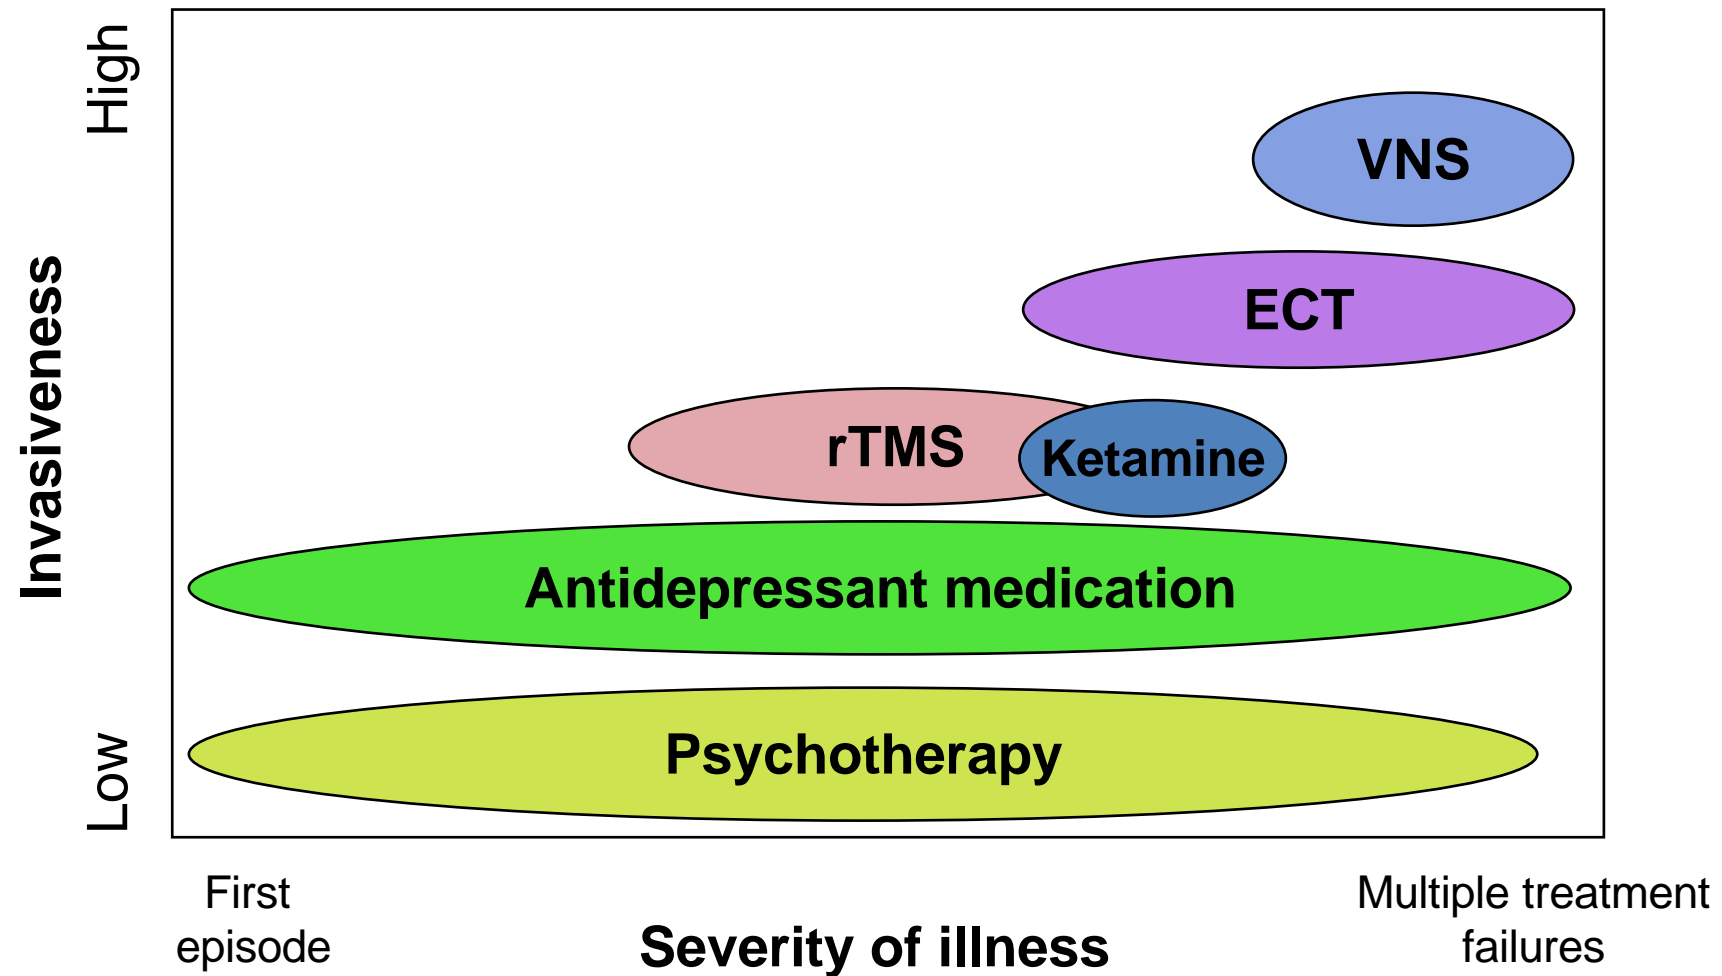 High
Invasiveness
Low
VNS
ECT
rTMS
Ketamine
Antidepressant medication
Psychotherapy
First
episode
Severity of illness
Multiple treatment
failures